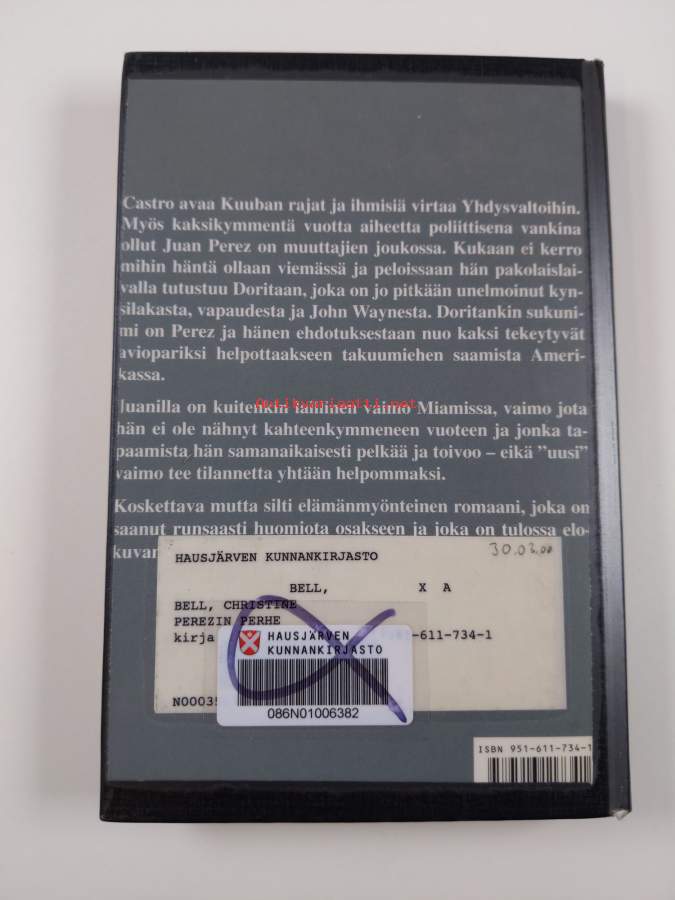 Castro avaa Kuuban rajat ja ihmisiä virtaa Yhdysvaltoihin.
Myös kaksikymmentä vuotta aiheetta poliittisena vankina
ollut Juan Perez on muuttajien joukossa. Kukaan ei kerro
mihin häntä ollaan viemässä ja peloissaan hän pakolaislai-
valla tutustuu Doritaan, joka on jo pitkään unelmoinut kyn-
silakasta, vapaudesta ja John Waynesta. Doritankin sukuni-
mi on Perez ja hänen ehdotuksestaan nuo kaksi tekeytyvät
aviopariksi helpottaakseen takuumiehen saamista Ameri-
kassa.
Antikvariaatti.net
Juanilla on kuitenkin laillinen vaimo Miamissa, vaimo jota
hän ei ole nähnyt kahteenkymmeneen vuoteen ja jonka ta-
paamista hän samanaikaisesti pelkää ja toivoo – eikä ”uusi”
vaimo tee tilannetta yhtään helpommaksi.
Koskettava mutta silti elämänmyönteinen romaani, joka on
saanut runsaasti huomiota osakseen ja joka on tulossa elo-
HAUSJÄRVEN KUNNANKIRJASTO
BELL, X A
BELL, CHRISTINE
PEREZIN PERHE
kirja -611-734-1
HAUSJÄRVEN
KUNNANKIRJASTO
086N01006382
ISBN 951-611-734-1